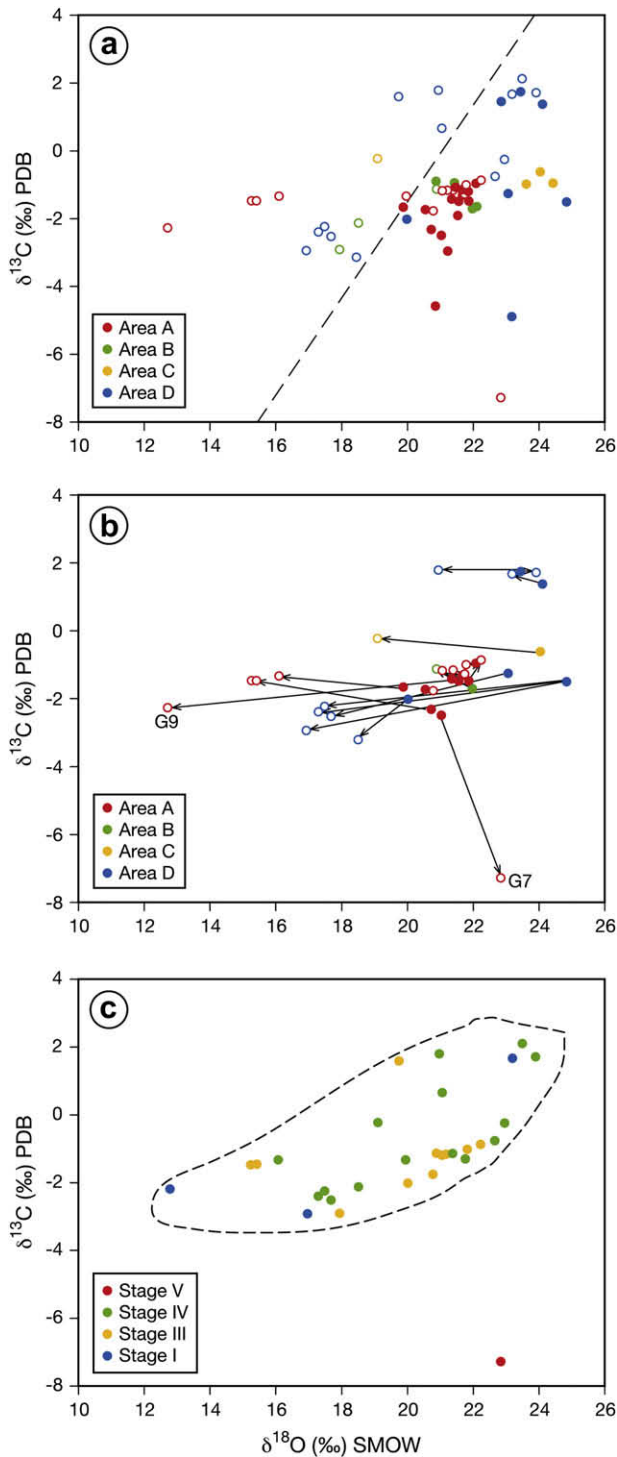 a
4
2
0
-2
-4
-6
-8
δ13C (‰) PDB
Area A
Area B
Area C
Area D
10 12 14 16 18 20 22 24 26
b
4
2
0
-2
-4
-6
-8
δ13C (‰) PDB
G9
G7
Area A
Area B
Area C
Area D
10 12 14 16 18 20 22 24 26
c
4
2
0
-2
-4
-6
-8
δ13C (‰) PDB
Stage V
Stage IV
Stage III
Stage I
10 12 14 16 18 20 22 24 26
δ18O (‰) SMOW